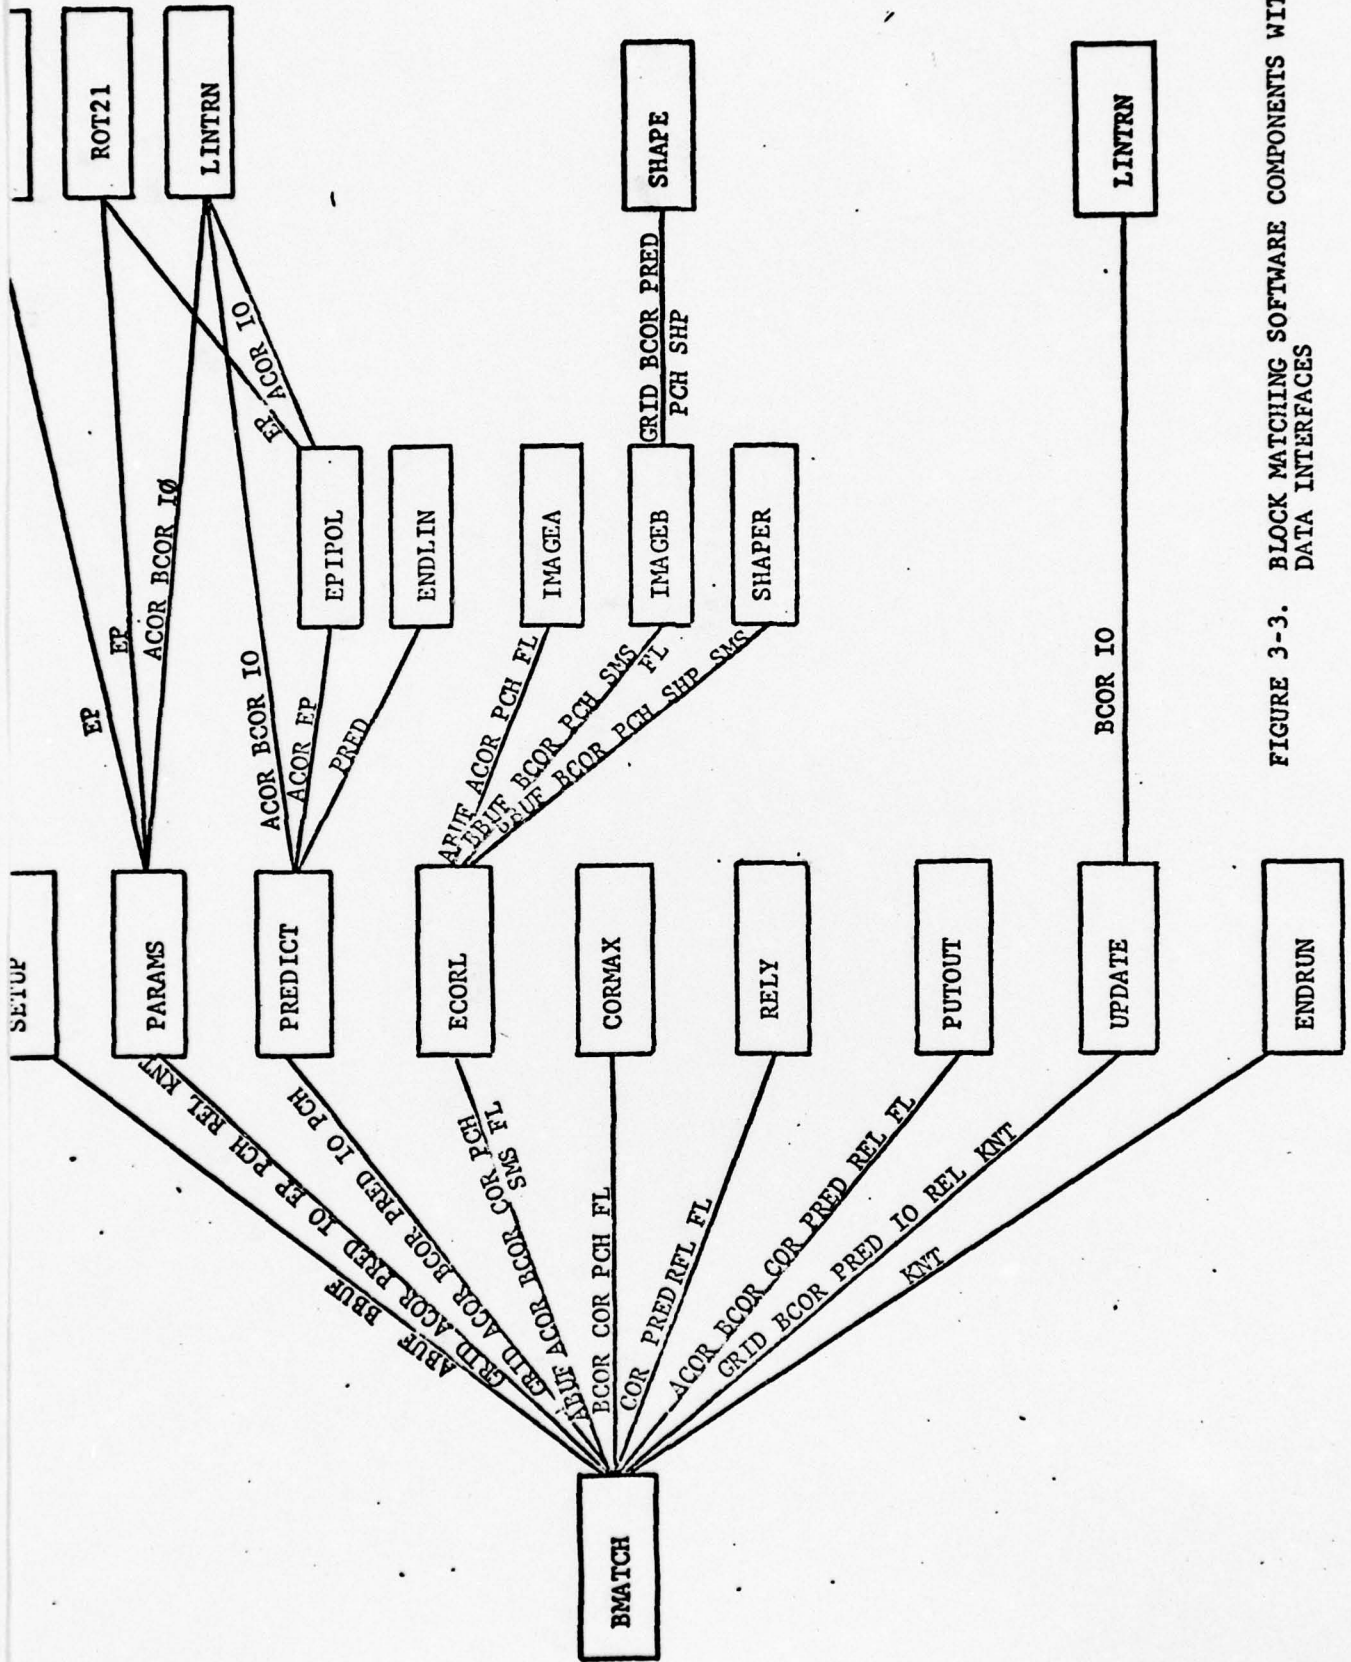 SETUP
PARAMS
PREDICT
ECORL
CORMAX
RELY
PUTOUT
UPDATE
ENDRUN
BMATCH
ROT21
LINTRN
EPIPOL
ENDLIN
IMAGEA
IMAGEB
SHAPER
SHAPE
LINTRN
ABUF BBUF
GRID ACOR PRED IO EP PCH REL KNT
GRID ACOR BCOR PRED IO PCH
ABUF ACOR BCOR COR PCH
SMS FL
BCOR COR PCH FL
COR PRED REL FL
ACOR BCOR COR PRED REL FL
GRID BCOR PRED IO REL KNT
KNT
EP
EP
ACOR BCOR IØ
ACOR BCOR IO
ACOR EP
PRED
EP ACOR IO
ABUF ACOR PCH FL
BBUF BCOR PCH SMS
FL
BBUF BCOR PCH SHP SMS
GRID BCOR PRED
PCH SHP
BCOR IO
FIGURE 3-3. BLOCK MATCHING SOFTWARE COMPONENTS WIT
DATA INTERFACES